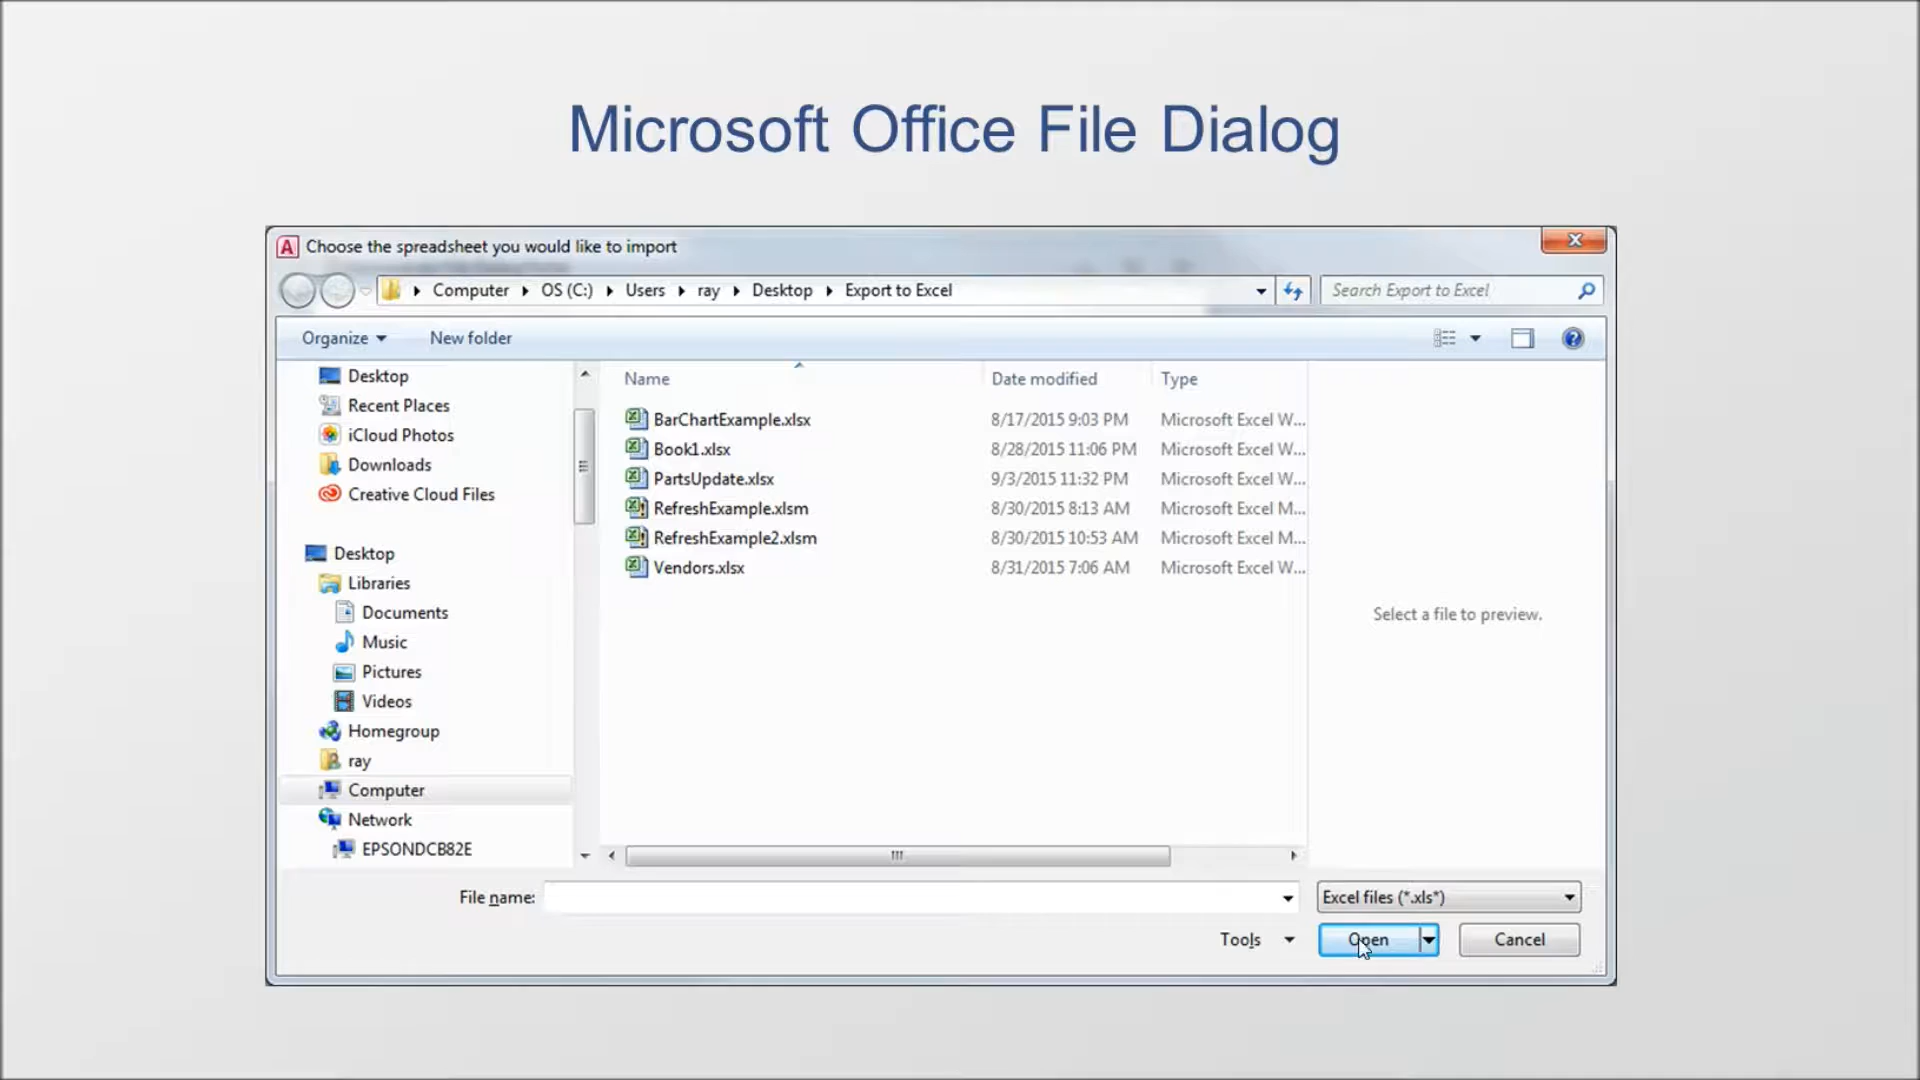 Microsoft Office File Dialog
Choose the spreadsheet you would like to import
Computer OS (C:) Users ray Desktop Export to Excel
Search Export to Excel
Organize New folder
Desktop
Recent Places
iCloud Photos
Downloads
Creative Cloud Files
Desktop
Libraries
Documents
Music
Pictures
Videos
Homegroup
ray
Computer
Network
EPSONDCB82E
Name Date modified Type
BarChartExample.xlsx 8/17/2015 9:03 PM Microsoft Excel W...
Book1.xlsx 8/28/2015 11:06 PM Microsoft Excel W...
PartsUpdate.xlsx 9/3/2015 11:32 PM Microsoft Excel W...
RefreshExample.xlsm 8/30/2015 8:13 AM Microsoft Excel M...
RefreshExample2.xlsm 8/30/2015 10:53 AM Microsoft Excel M...
Vendors.xlsx 8/31/2015 7:06 AM Microsoft Excel W...
Select a file to preview.
File name: Excel files (*.xls*)
Tools Open Cancel